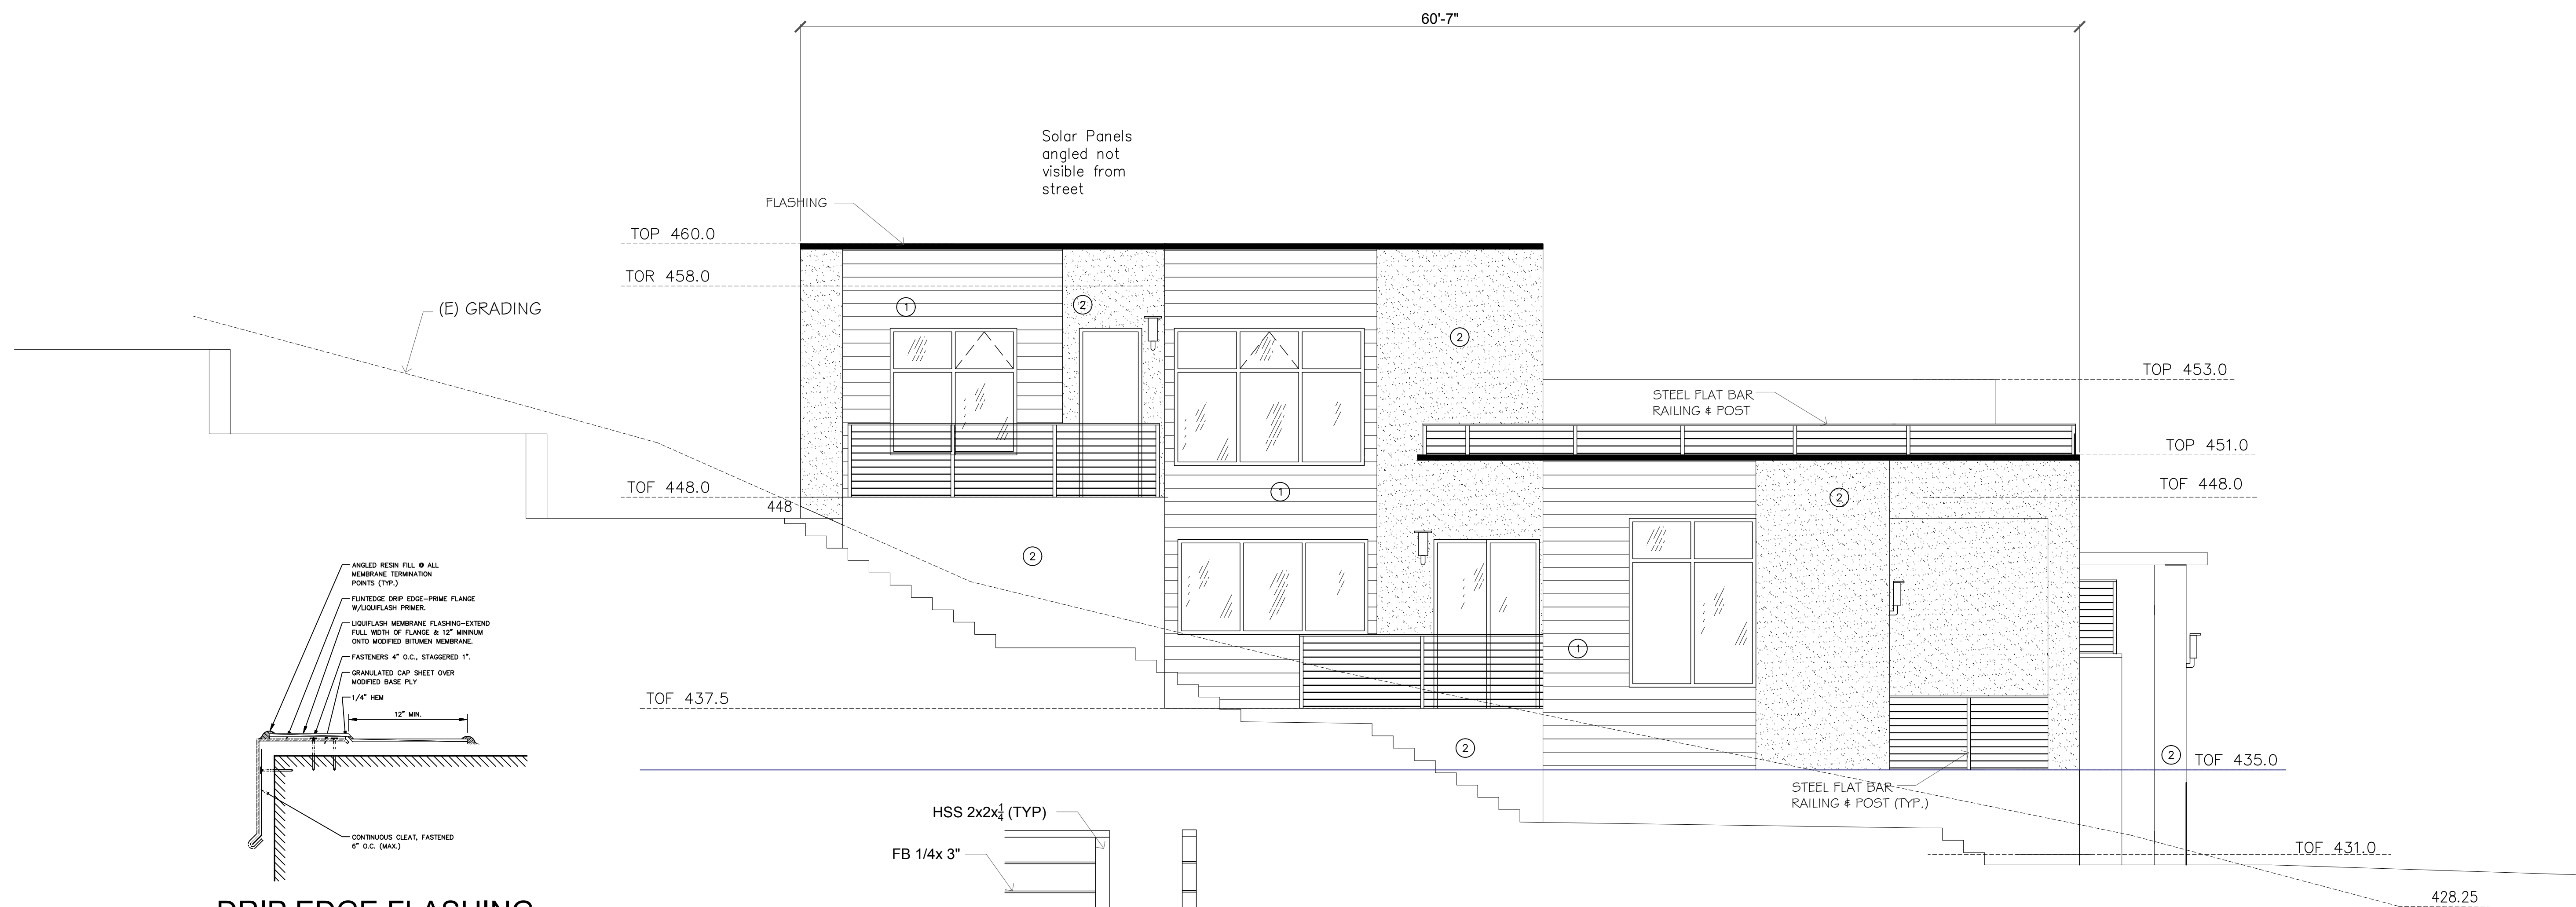 60'-7"
Solar Panels
angled not
visible from
street
FLASHING
TOP 460.0
TOR 458.0
(E) GRADING
1
2
2
TOP 453.0
STEEL FLAT BAR
RAILING & POST
TOP 451.0
TOF 448.0
TOF 448.0
448
1
2
2
ANGLED RESIN FILL @ ALL
MEMBRANE TERMINATION
POINTS (TYP.)
FLINTEDGE DRIP EDGE-PRIME FLANGE
W/LIQUIFLASH PRIMER.
LIQUIFLASH MEMBRANE FLASHING-EXTEND
FULL WIDTH OF FLANGE & 12" MININUM
ONTO MODIFIED BITUMEN MEMBRANE.
FASTENERS 4" O.C., STAGGERED 1".
GRANULATED CAP SHEET OVER
MODIFIED BASE PLY
1/4" HEM
12" MIN.
1
TOF 437.5
2
2
TOF 435.0
STEEL FLAT BAR
RAILING & POST (TYP.)
CONTINUOUS CLEAT, FASTENED
6" O.C. (MAX.)
HSS 2x2x1/4 (TYP)
FB 1/4x 3"
TOF 431.0
428.25
DRIP EDGE FLASHING